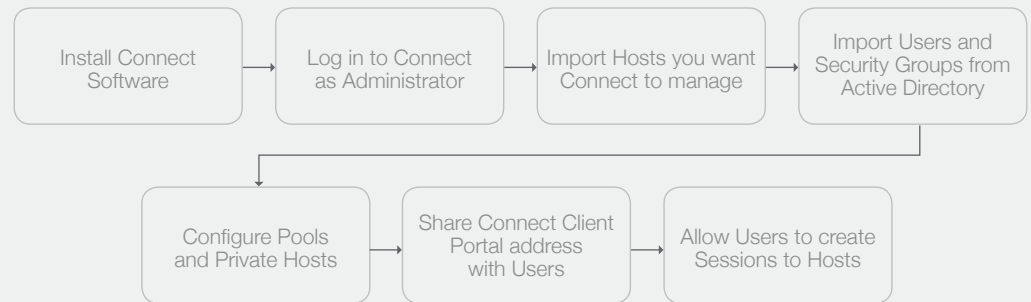 Install Connect
Software
Log in to Connect
as Administrator
Import Hosts you want
Connect to manage
Import Users and
Security Groups from
Active Directory
Configure Pools
and Private Hosts
Share Connect Client
Portal address
with Users
Allow Users to create
Sessions to Hosts